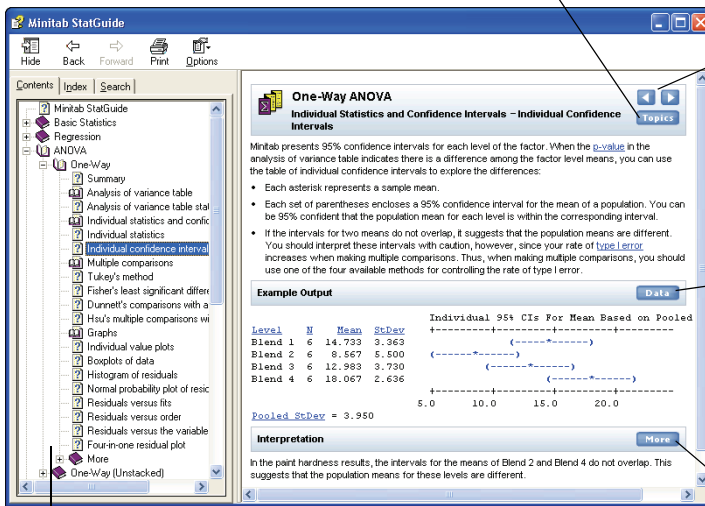 Minitab StatGuide
Hide Back Forward Print Options
Contents Index Search
Minitab StatGuide
Basic Statistics
Regression
ANOVA
One-Way
Summary
Analysis of variance table
Analysis of variance table stat
Individual statistics and confic
Individual statistics
Individual confidence interval
Multiple comparisons
Tukey's method
Fisher's least significant differe
Dunnett's comparisons with a
Hsu's multiple comparisons wi
Graphs
Individual value plots
Boxplots of data
Histogram of residuals
Normal probability plot of resic
Residuals versus fits
Residuals versus order
Residuals versus the variable
Four-in-one residual plot
More
One-Way (Unstacked)
One-Way ANOVA
Individual Statistics and Confidence Intervals - Individual Confidence
Intervals
Topics
Minitab presents 95% confidence intervals for each level of the factor. When the p-value in the
analysis of variance table indicates there is a difference among the factor level means, you can use
the table of individual confidence intervals to explore the differences:
• Each asterisk represents a sample mean.
• Each set of parentheses encloses a 95% confidence interval for the mean of a population. You can
be 95% confident that the population mean for each level is within the corresponding interval.
• If the intervals for two means do not overlap, it suggests that the population means are different.
You should interpret these intervals with caution, however, since your rate of type I error
increases when making multiple comparisons. Thus, when making multiple comparisons, you should
use one of the four available methods for controlling the rate of type I error.
Example Output Data
Individual 95% CIs For Mean Based on Pooled
Level N Mean StDev +---------+---------+---------+---------
Blend 1 6 14.733 3.363 (-----*-----)
Blend 2 6 8.567 5.500 (-----*-----)
Blend 3 6 12.983 3.730 (-----*-----)
Blend 4 6 18.067 2.636 (-----*-----)
+---------+---------+---------+---------
5.0 10.0 15.0 20.0
Pooled StDev = 3.950
Interpretation More
In the paint hardness results, the intervals for the means of Blend 2 and Blend 4 do not overlap. This
suggests that the population means for these levels are different.